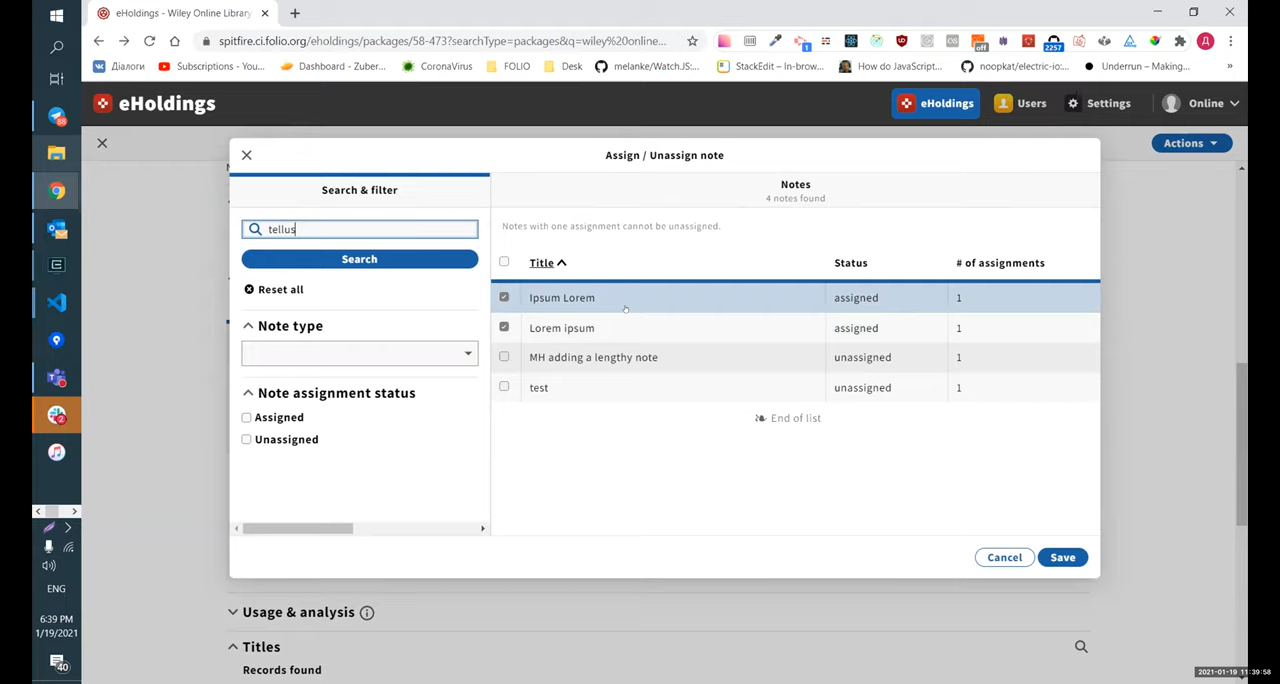 eHoldings - Wiley Online Library
spitfire.ci.folio.org/eholdings/packages/58-473?searchType=packages&q=wiley%20online...
off
2257
Д
Діалоги
Subscriptions - You...
Dashboard - Zuber...
CoronaVirus
FOLIO
Desk
melanke/Watch.JS:...
StackEdit – In-brow...
How do JavaScript...
noopkat/electric-io:...
Underrun – Making...
»
eHoldings
eHoldings
Users
Settings
Online
Actions
Assign / Unassign note
Search & filter
Notes
4 notes found
tellus
Search
Reset all
Note type
Note assignment status
Assigned
Unassigned
Notes with one assignment cannot be unassigned.
Title
Status
# of assignments
Ipsum Lorem
assigned
1
Lorem ipsum
assigned
1
MH adding a lengthy note
unassigned
1
test
unassigned
1
End of list
Cancel
Save
Usage & analysis
Titles
Records found
ENG
6:39 PM
1/19/2021
40
2021-01-19 11:39:58